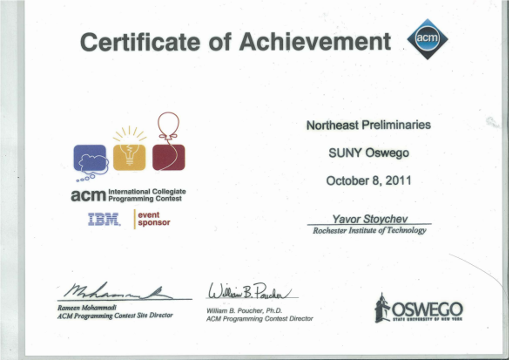 Certificate of Achievement
acm
Northeast Preliminaries
SUNY Oswego
October 8, 2011
Yavor Stoychev
Rochester Institute of Technology
acm International Collegiate
Programming Contest
IBM. event
sponsor
William B. Poucher
Rameen Mohammadi
ACM Programming Contest Site Director
William B. Poucher, Ph.D.
ACM Programming Contest Director
OSWEGO
STATE UNIVERSITY OF NEW YORK